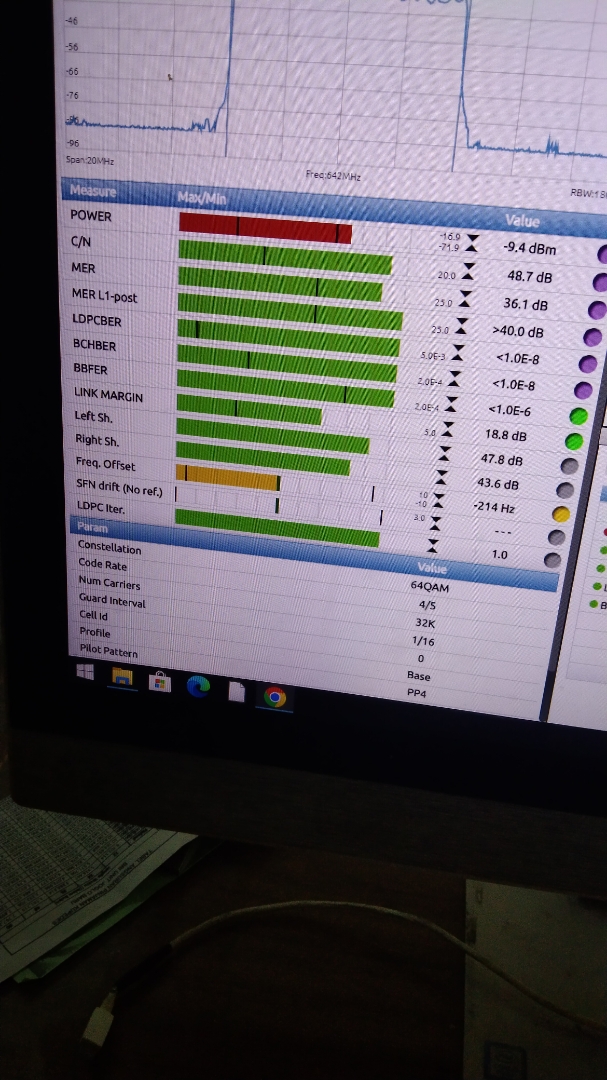 -46
-56
-66
-76
-96
Span:20MHz Freq:642MHz
Measure Max/Min Value
POWER -16.9 -71.9 -9.4 dBm
C/N 20.0 48.7 dB
MER 25.0 36.1 dB
MER L1-post 25.0 >40.0 dB
LDPCBER 5.0E-3 <1.0E-8
BCHBER 2.0E-4 <1.0E-8
BBFER 2.0E-4 <1.0E-6
LINK MARGIN 5.0 18.8 dB
Left Sh. 47.8 dB
Right Sh. 43.6 dB
Freq. Offset 10 -10 -214 Hz
SFN drift (No ref.) 3.0 ---
LDPC Iter. 1.0
Param Value
Constellation 64QAM
Code Rate 4/5
Num Carriers 32K
Guard Interval 1/16
Cell Id 0
Profile Base
Pilot Pattern PP4